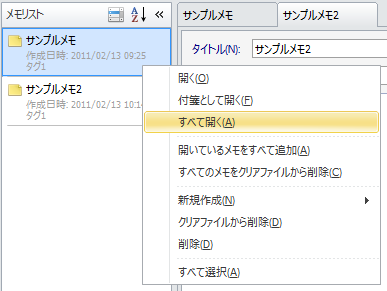 メモリスト
サンプルメモ
サンプルメモ2
サンプルメモ
作成日時: 2011/02/13 09:25
タグ1
タイトル(N):
サンプルメモ2
サンプルメモ2
作成日時: 2011/02/13 10:14
タグ1
開く(O)
付箋として開く(F)
すべて開く(A)
開いているメモをすべて追加(A)
すべてのメモをクリアファイルから削除(C)
新規作成(N)
クリアファイルから削除(D)
削除(D)
すべて選択(A)